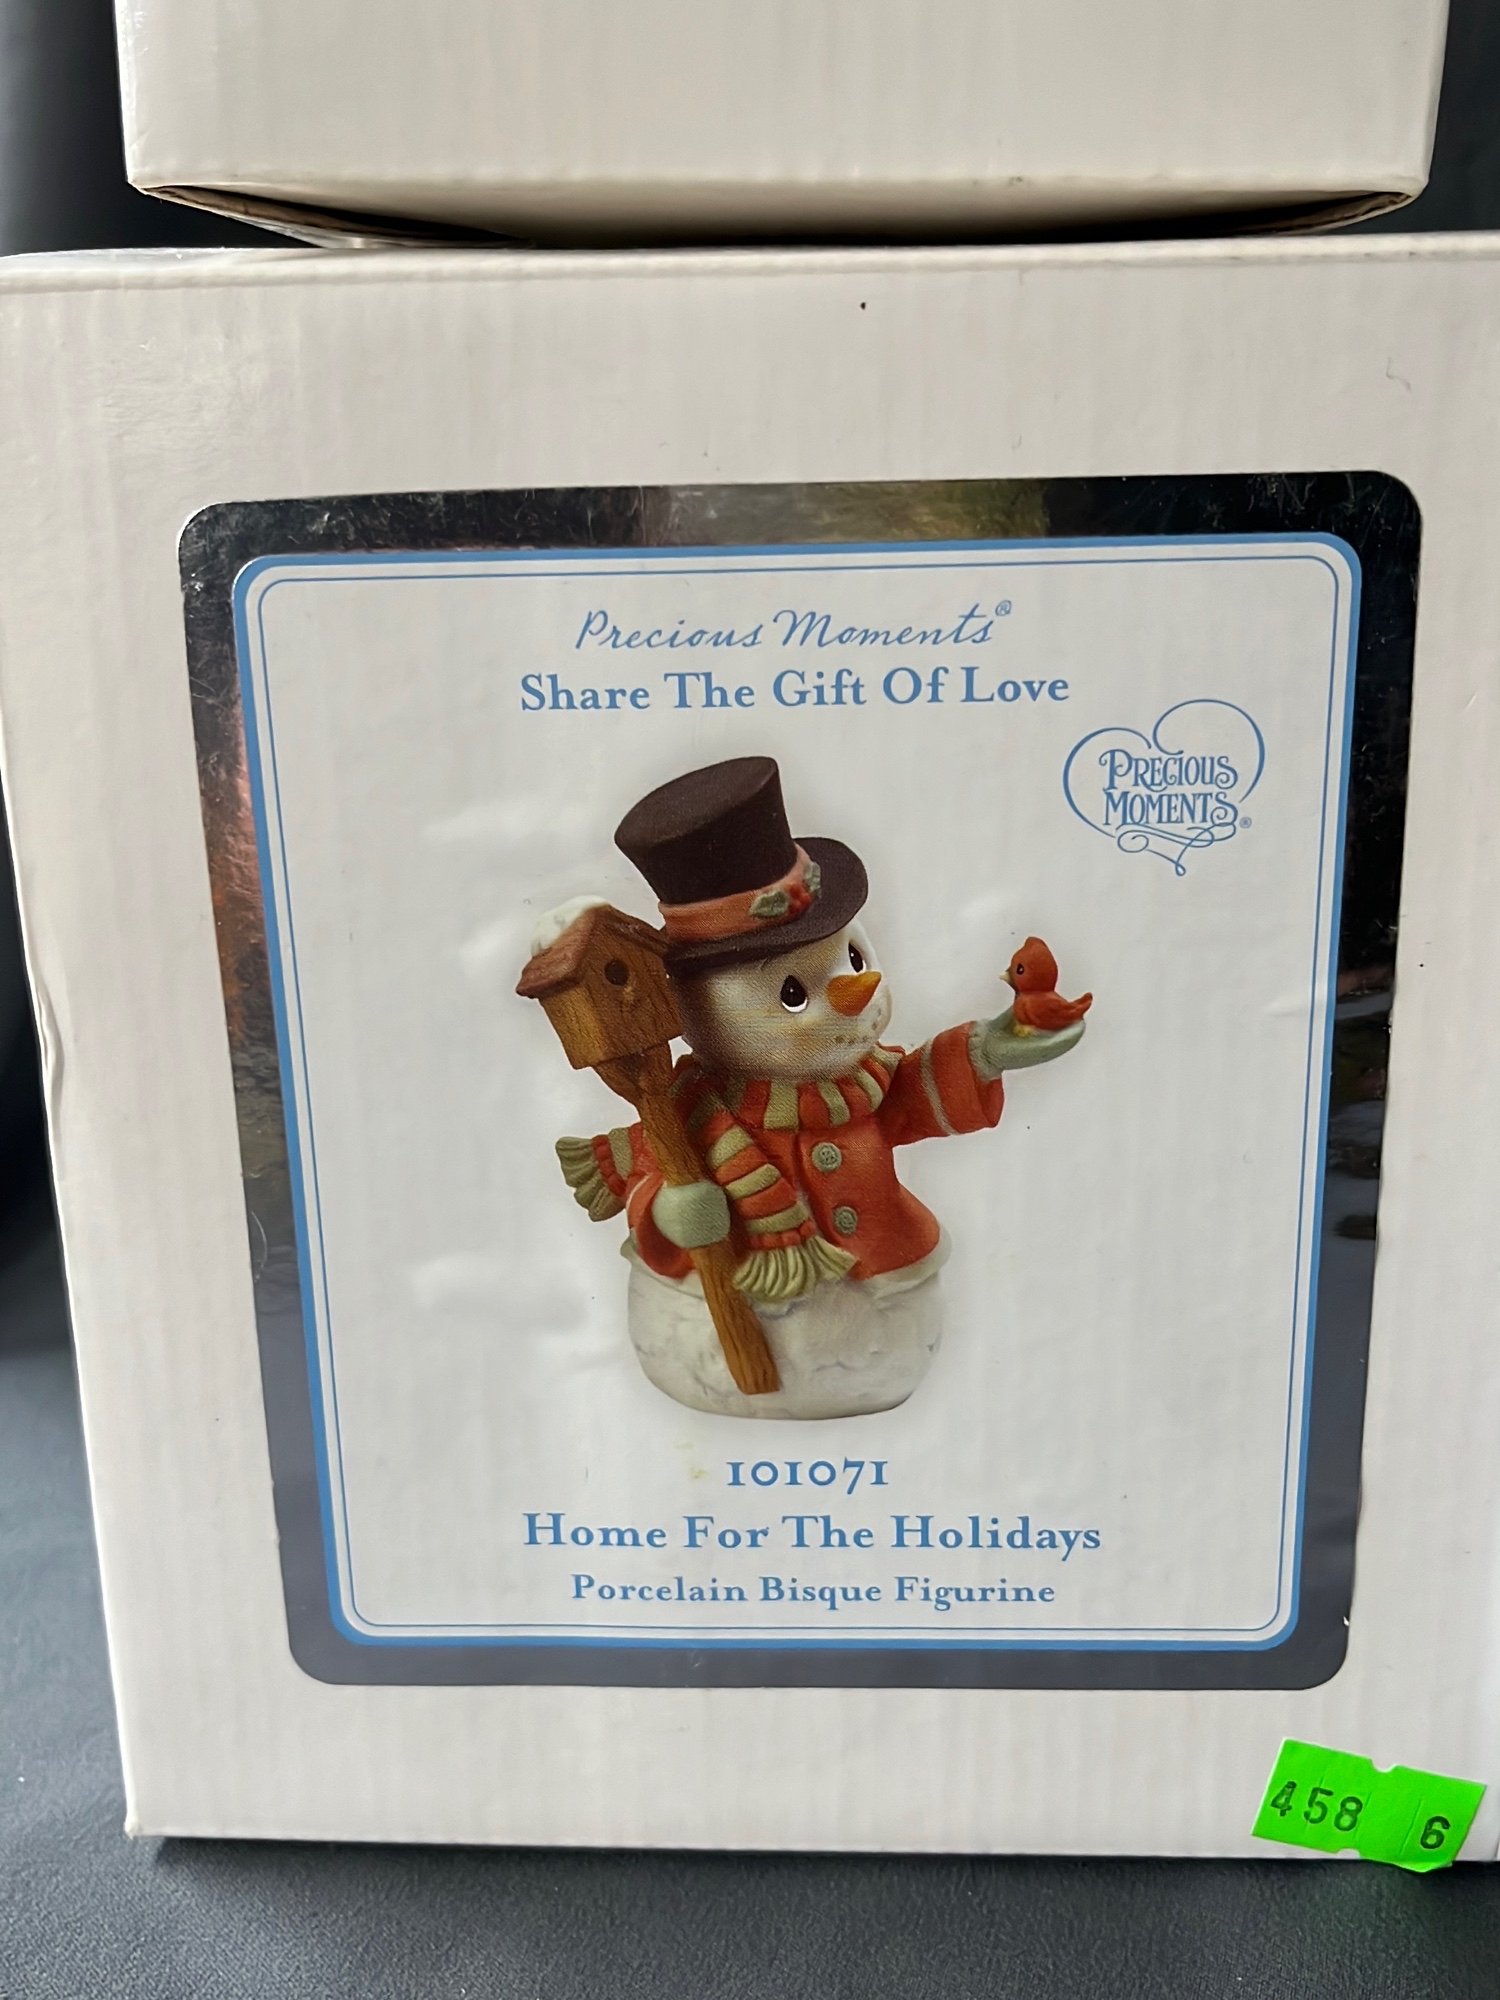 Precious Moments®
Share The Gift Of Love
PRECIOUS
MOMENTS®
101071
Home For The Holidays
Porcelain Bisque Figurine
458 6